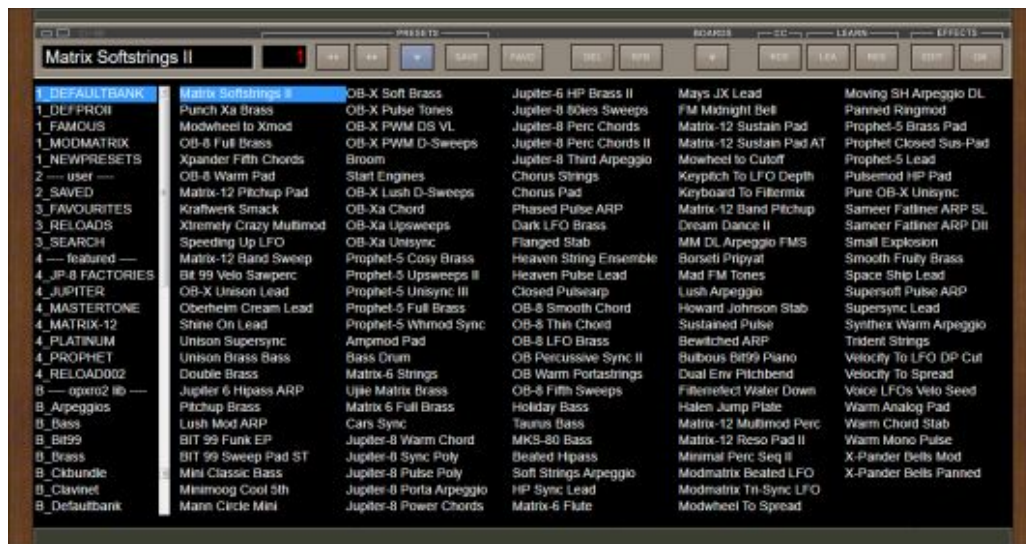 PRESETS
BOARDS
CC
LEARN
EFFECTS
Matrix Softstrings II
1
SAVE
FAVO
DEL
LEA
EDIT
ON
1_DEFAULTBANK
1_DEFPROII
1_FAMOUS
1_MODMATRIX
1_NEWPRESETS
2 ---- user ----
2_SAVED
3_FAVOURITES
3_RELOADS
3_SEARCH
4 ---- featured ----
4_JP-8 FACTORIES
4_JUPITER
4_MASTERTONE
4_MATRIX-12
4_PLATINUM
4_PROPHET
4_RELOAD002
B ---- opxro2 lib ----
B_Arpeggios
B_Bass
B_Bit99
B_Brass
B_Ckbundle
B_Clavinet
B_Defaultbank
Matrix Softstrings II
Punch Xa Brass
Modwheel to Xmod
OB-8 Full Brass
Xpander Fifth Chords
OB-8 Warm Pad
Matrix-12 Pitchup Pad
Kraftwerk Smack
Xtremely Crazy Multimod
Speeding Up LFO
Matrix-12 Band Sweep
Bit 99 Velo Sawperc
OB-X Unison Lead
Oberheim Cream Lead
Shine On Lead
Unison Supersync
Unison Brass Bass
Double Brass
Jupiter 6 Hipass ARP
Pitchup Brass
Lush Mod ARP
BIT 99 Funk EP
BIT 99 Sweep Pad ST
Mini Classic Bass
Minimoog Cool 5th
Mann Circle Mini
OB-X Soft Brass
OB-X Pulse Tones
OB-X PWM DS VL
OB-X PWM D-Sweeps
Broom
Start Engines
OB-X Lush D-Sweeps
OB-Xa Chord
OB-Xa Upsweeps
OB-Xa Unisync
Prophet-5 Cosy Brass
Prophet-5 Upsweeps II
Prophet-5 Unisync III
Prophet-5 Full Brass
Prophet-5 Whmod Sync
Ampmod Pad
Bass Drum
Matrix-6 Strings
Ujiie Matrix Brass
Matrix 6 Full Brass
Cars Sync
Jupiter-8 Warm Chord
Jupiter-8 Sync Poly
Jupiter-8 Pulse Poly
Jupiter-8 Porta Arpeggio
Jupiter-8 Power Chords
Jupiter-6 HP Brass II
Jupiter-8 80ies Sweeps
Jupiter-8 Perc Chords
Jupiter-8 Perc Chords II
Jupiter-8 Third Arpeggio
Chorus Strings
Chorus Pad
Phased Pulse ARP
Dark LFO Brass
Flanged Stab
Heaven String Ensemble
Heaven Pulse Lead
Closed Pulsearp
OB-8 Smooth Chord
OB-8 Thin Chord
OB-8 LFO Brass
OB Percussive Sync II
OB Warm Portastrings
OB-8 Fifth Sweeps
Holiday Bass
Taurus Bass
MKS-80 Bass
Beated Hipass
Soft Strings Arpeggio
HP Sync Lead
Matrix-6 Flute
Mays JX Lead
FM Midnight Bell
Matrix-12 Sustain Pad
Matrix-12 Sustain Pad AT
Mowheel to Cutoff
Keypitch To LFO Depth
Keyboard To Filtermix
Matrix-12 Band Pitchup
Dream Dance II
MM DL Arpeggio FMS
Borseti Pripyat
Mad FM Tones
Lush Arpeggio
Howard Johnson Stab
Sustained Pulse
Bewitched ARP
Bulbous Bit99 Piano
Dual Env Pitchbend
Filterrefect Water Down
Halen Jump Plate
Matrix-12 Multimod Perc
Matrix-12 Reso Pad II
Minimal Perc Seq II
Modmatrix Beated LFO
Modmatrix Tri-Sync LFO
Modwheel To Spread
Moving SH Arpeggio DL
Panned Ringmod
Prophet-5 Brass Pad
Prophet Closed Sus-Pad
Prophet-5 Lead
Pulsemod HP Pad
Pure OB-X Unisync
Sameer Fatliner ARP SL
Sameer Fatliner ARP DII
Small Explosion
Smooth Fruity Brass
Space Ship Lead
Supersoft Pulse ARP
Supersync Lead
Synthex Warm Arpeggio
Trident Strings
Velocity To LFO DP Cut
Velocity To Spread
Voice LFOs Velo Seed
Warm Analog Pad
Warm Chord Stab
Warm Mono Pulse
X-Pander Bells Mod
X-Pander Bells Panned